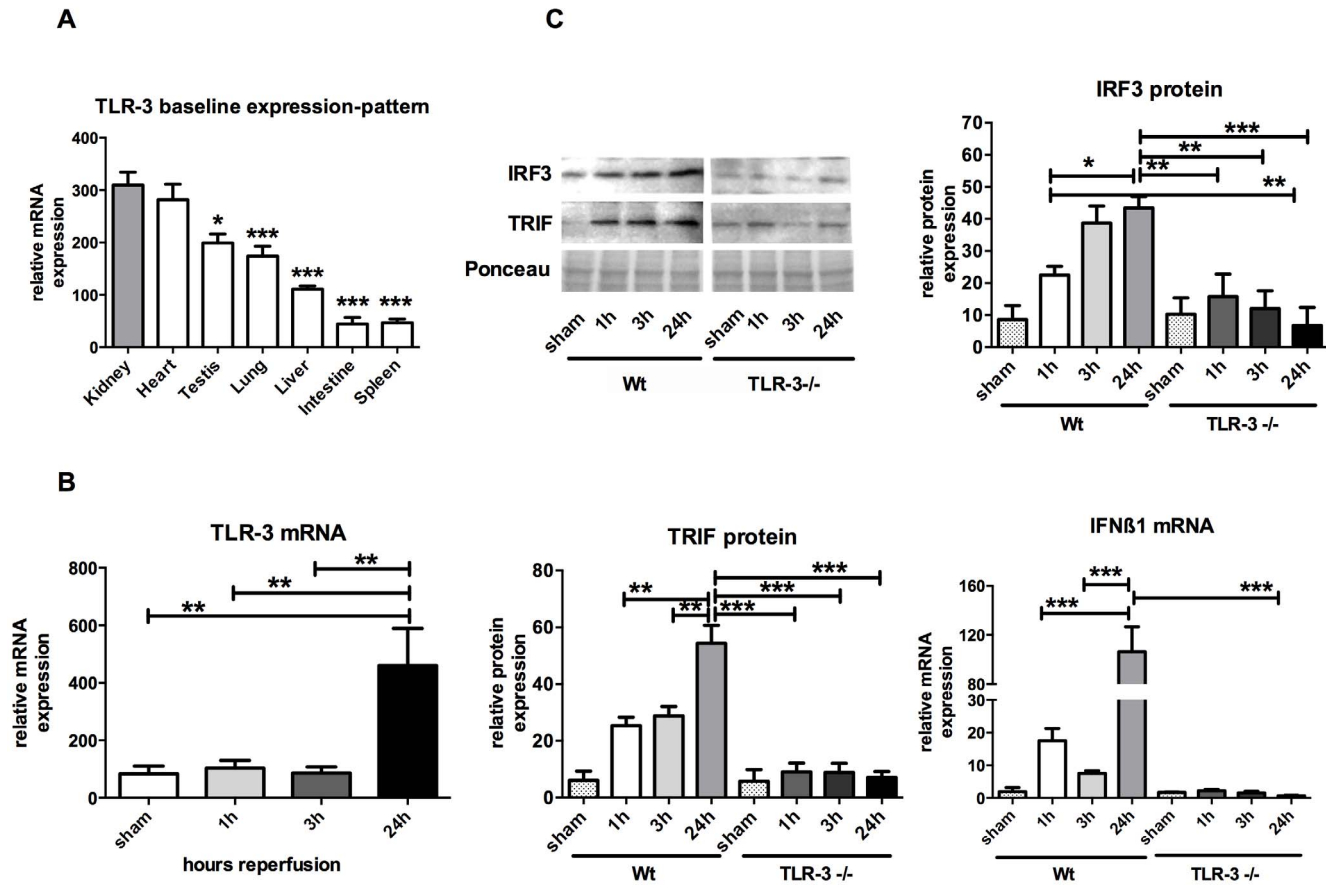 A
TLR-3 baseline expression-pattern
relative mRNA
expression
400
300
200
100
0
*
***
***
***
***
Kidney
Heart
Testis
Lung
Liver
Intestine
Spleen
C
IRF3
TRIF
Ponceau
sham
1h
3h
24h
sham
1h
3h
24h
Wt
TLR-3-/-
IRF3 protein
relative protein
expression
70
60
50
40
30
20
10
0
***
**
*
**
**
sham
1h
3h
24h
sham
1h
3h
24h
Wt
TLR-3 -/-
B
TLR-3 mRNA
relative mRNA
expression
800
600
400
200
0
**
**
**
sham
1h
3h
24h
hours reperfusion
TRIF protein
relative protein
expression
80
60
40
20
0
***
**
***
**
***
sham
1h
3h
24h
sham
1h
3h
24h
Wt
TLR-3 -/-
IFNß1 mRNA
relative mRNA
expression
160
120
80
30
20
10
0
***
***
***
sham
1h
3h
24h
sham
1h
3h
24h
Wt
TLR-3 -/-